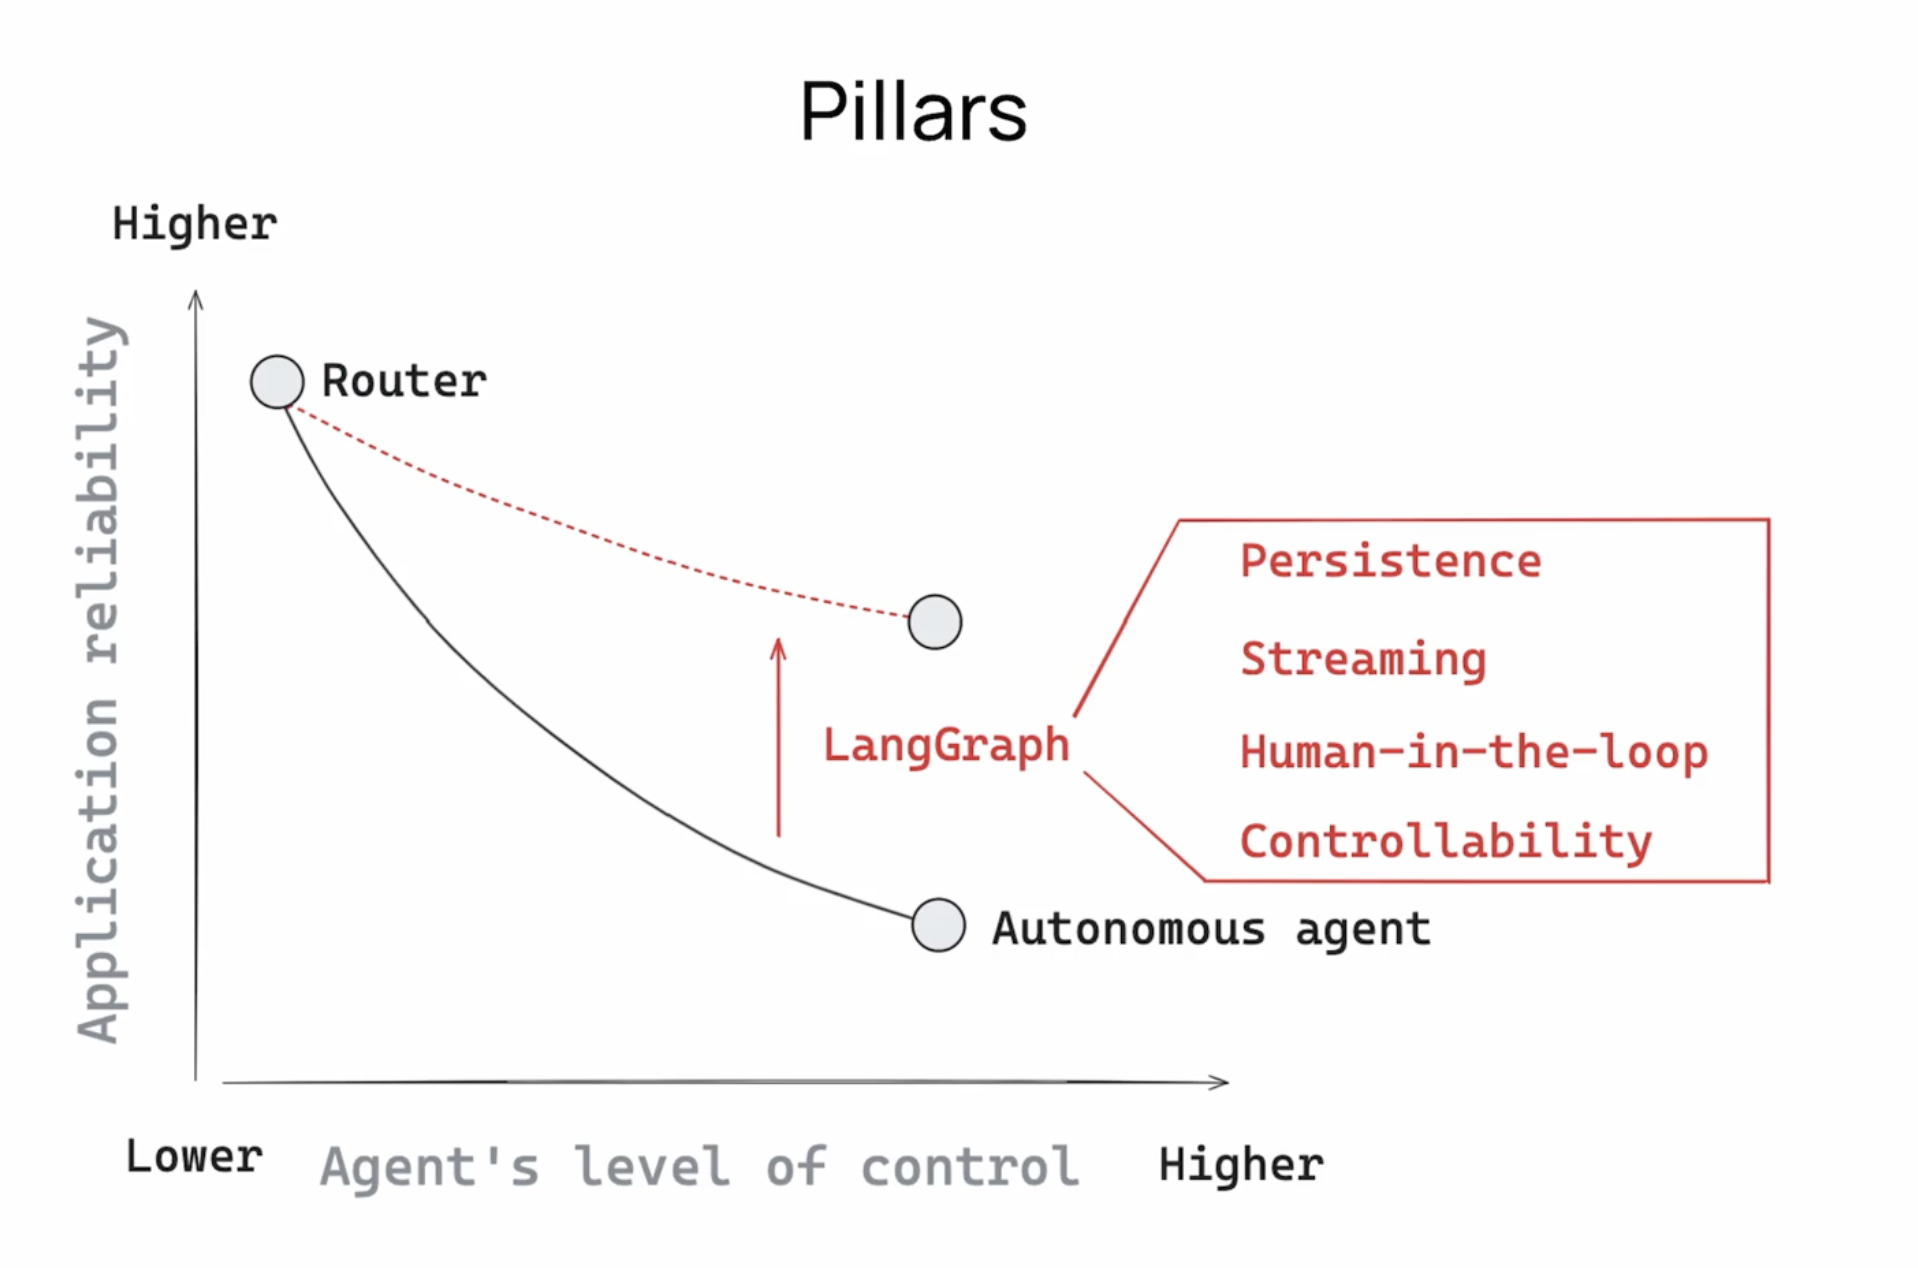 Pillars
Higher
Application reliability
Router
Persistence
Streaming
LangGraph
Human-in-the-loop
Controllability
Autonomous agent
Lower
Agent's level of control
Higher